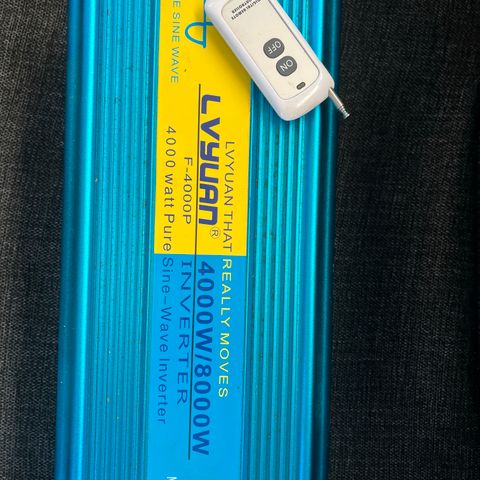 E SINE WAVE
LVYUAN THAT REALLY MOVES
LVYUAN®
4000W/8000W
F-4000P
INVERTER
4000 watt Pure Sine-Wave Inverter
OFF
ON